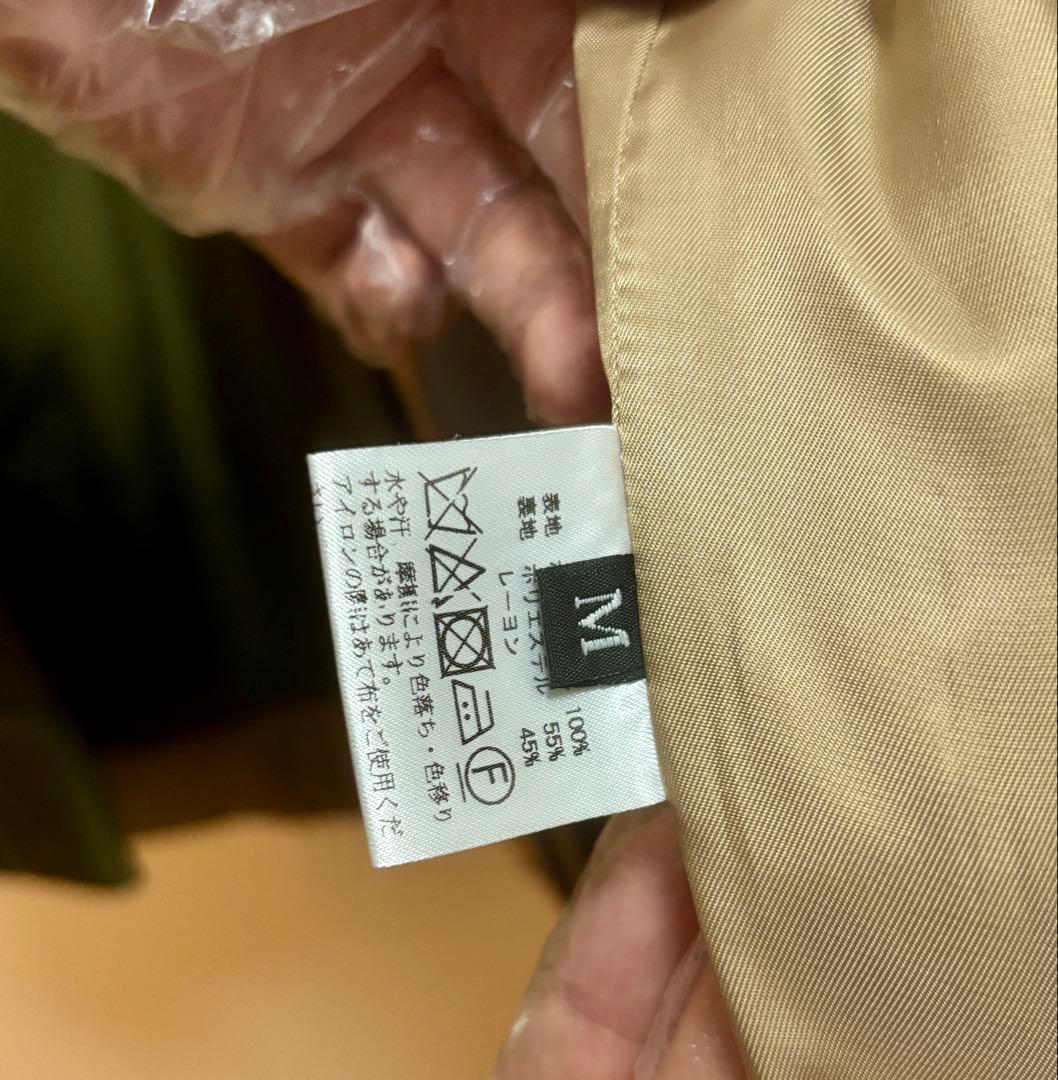 M
表地 100%
裏地 ポリエステル 55%
レーヨン 45%
F
水や汗、摩擦により色落ち・色移り
する場合があります。
アイロンの際はあて布をご使用くだ
さい